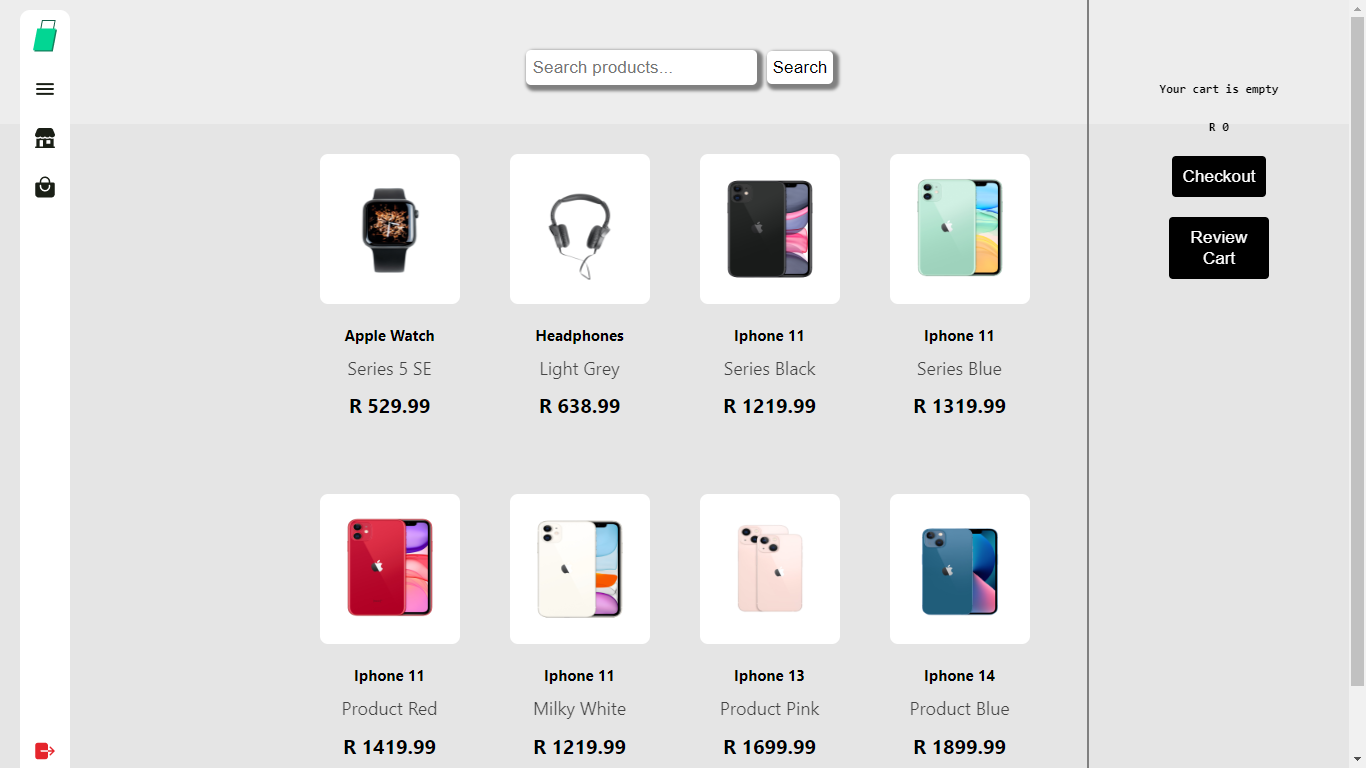 Search products...
Search
Your cart is empty
R 0
Checkout
Review
Cart
Apple Watch
Series 5 SE
R 529.99
Headphones
Light Grey
R 638.99
Iphone 11
Series Black
R 1219.99
Iphone 11
Series Blue
R 1319.99
Iphone 11
Product Red
R 1419.99
Iphone 11
Milky White
R 1219.99
Iphone 13
Product Pink
R 1699.99
Iphone 14
Product Blue
R 1899.99